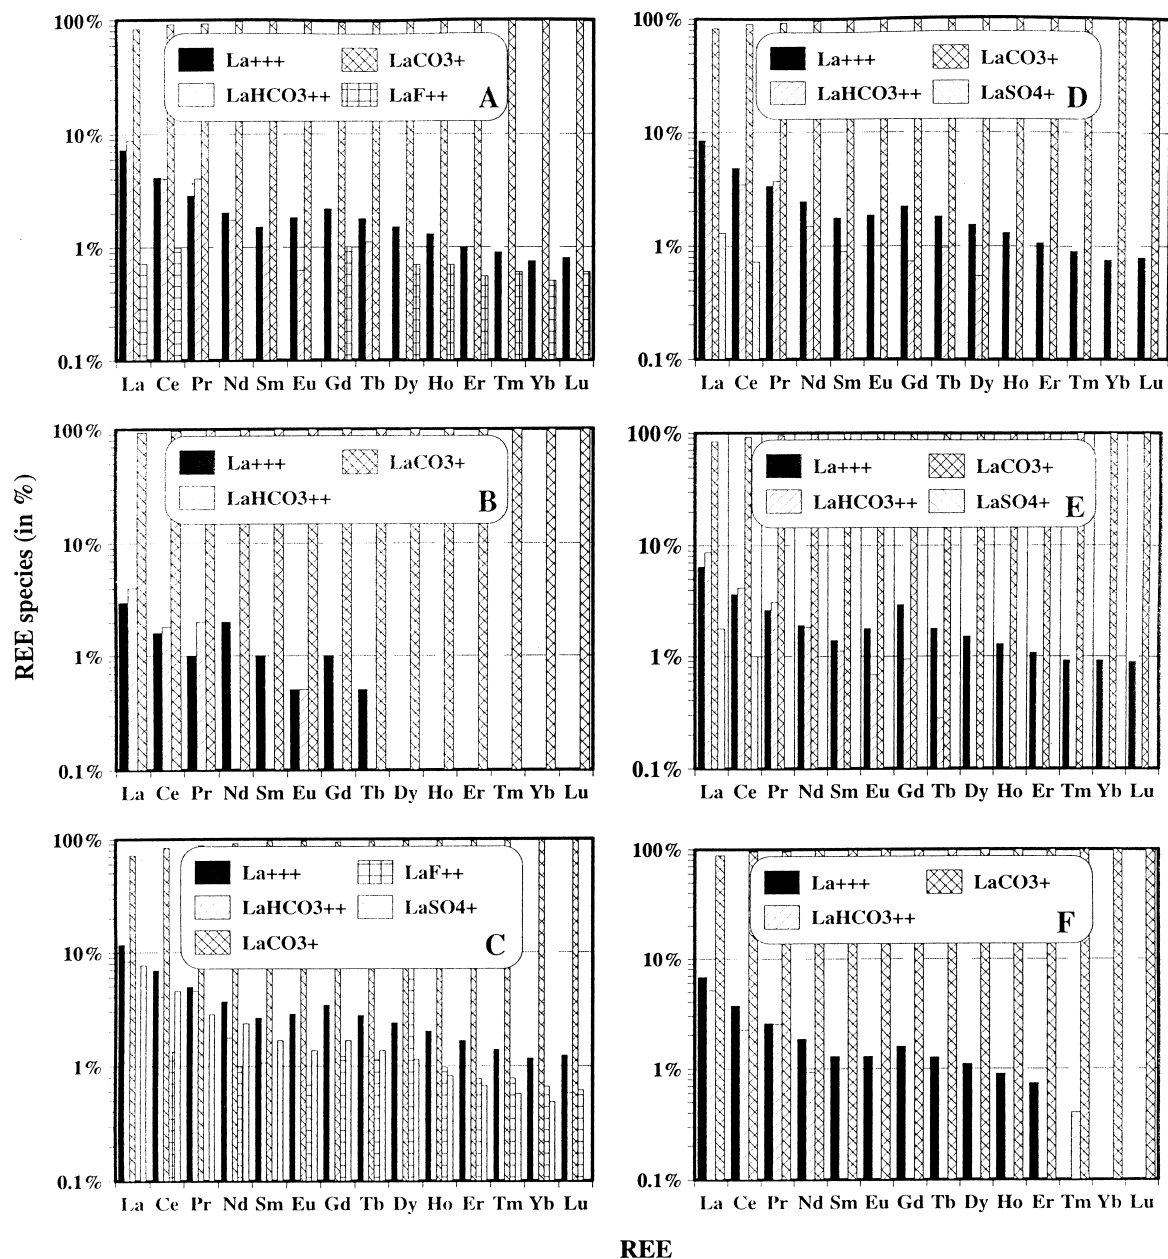 100%
10%
1%
0.1%
La+++ LaCO3+
LaHCO3++ LaF++
A
La Ce Pr Nd Sm Eu Gd Tb Dy Ho Er Tm Yb Lu
100%
10%
1%
0.1%
La+++ LaCO3+
LaHCO3++ LaSO4+
D
La Ce Pr Nd Sm Eu Gd Tb Dy Ho Er Tm Yb Lu
REE species (in %)
100%
10%
1%
0.1%
La+++ LaCO3+
LaHCO3++
B
La Ce Pr Nd Sm Eu Gd Tb Dy Ho Er Tm Yb Lu
100%
10%
1%
0.1%
La+++ LaCO3+
LaHCO3++ LaSO4+
E
La Ce Pr Nd Sm Eu Gd Tb Dy Ho Er Tm Yb Lu
100%
10%
1%
0.1%
La+++ LaF++
LaHCO3++ LaSO4+
LaCO3+
C
La Ce Pr Nd Sm Eu Gd Tb Dy Ho Er Tm Yb Lu
100%
10%
1%
0.1%
La+++ LaCO3+
LaHCO3++
F
La Ce Pr Nd Sm Eu Gd Tb Dy Ho Er Tm Yb Lu
REE